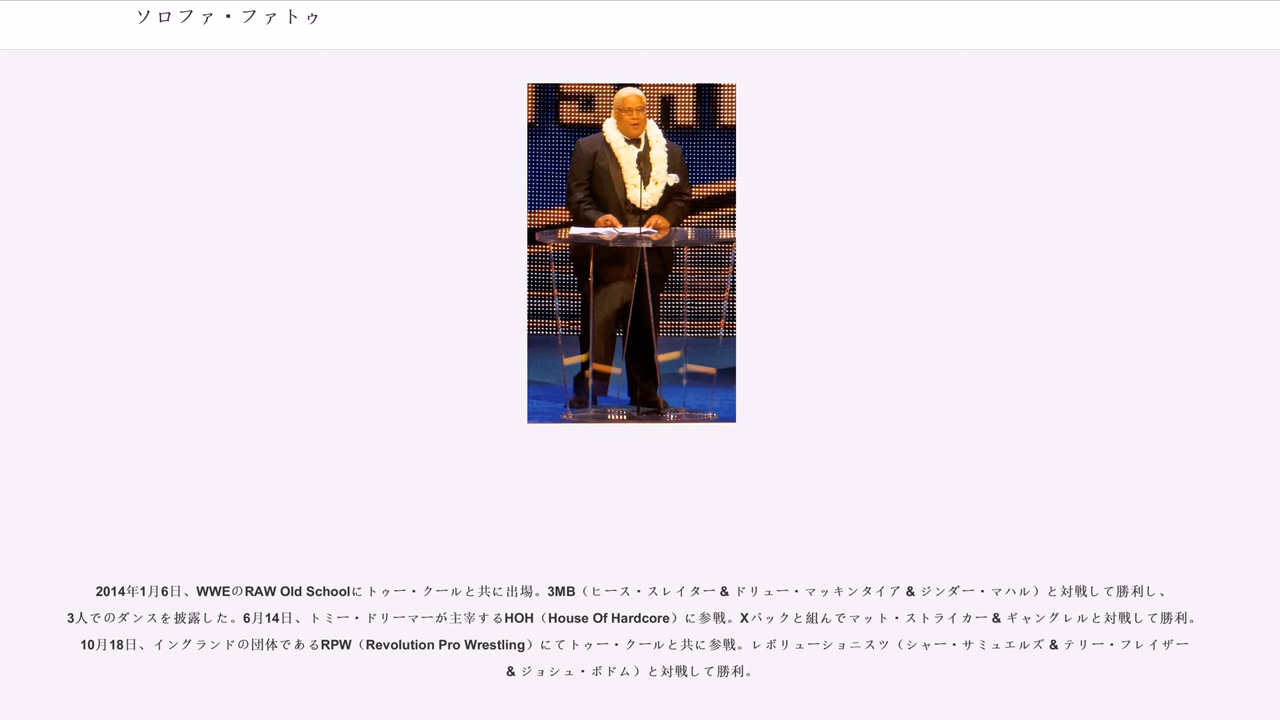 ソロファ・ファトゥ
2014年1月6日、WWEのRAW Old Schoolにトゥー・クールと共に出場。3MB（ヒース・スレイター & ドリュー・マッキンタイア & ジンダー・マハル）と対戦して勝利し、
3人でのダンスを披露した。6月14日、トミー・ドリーマーが主宰するHOH（House Of Hardcore）に参戦。Xパックと組んでマット・ストライカー & ギャングレルと対戦して勝利。
10月18日、イングランドの団体であるRPW（Revolution Pro Wrestling）にてトゥー・クールと共に参戦。レボリューショニスツ（シャー・サミュエルズ & テリー・フレイザー
& ジョシュ・ボドム）と対戦して勝利。